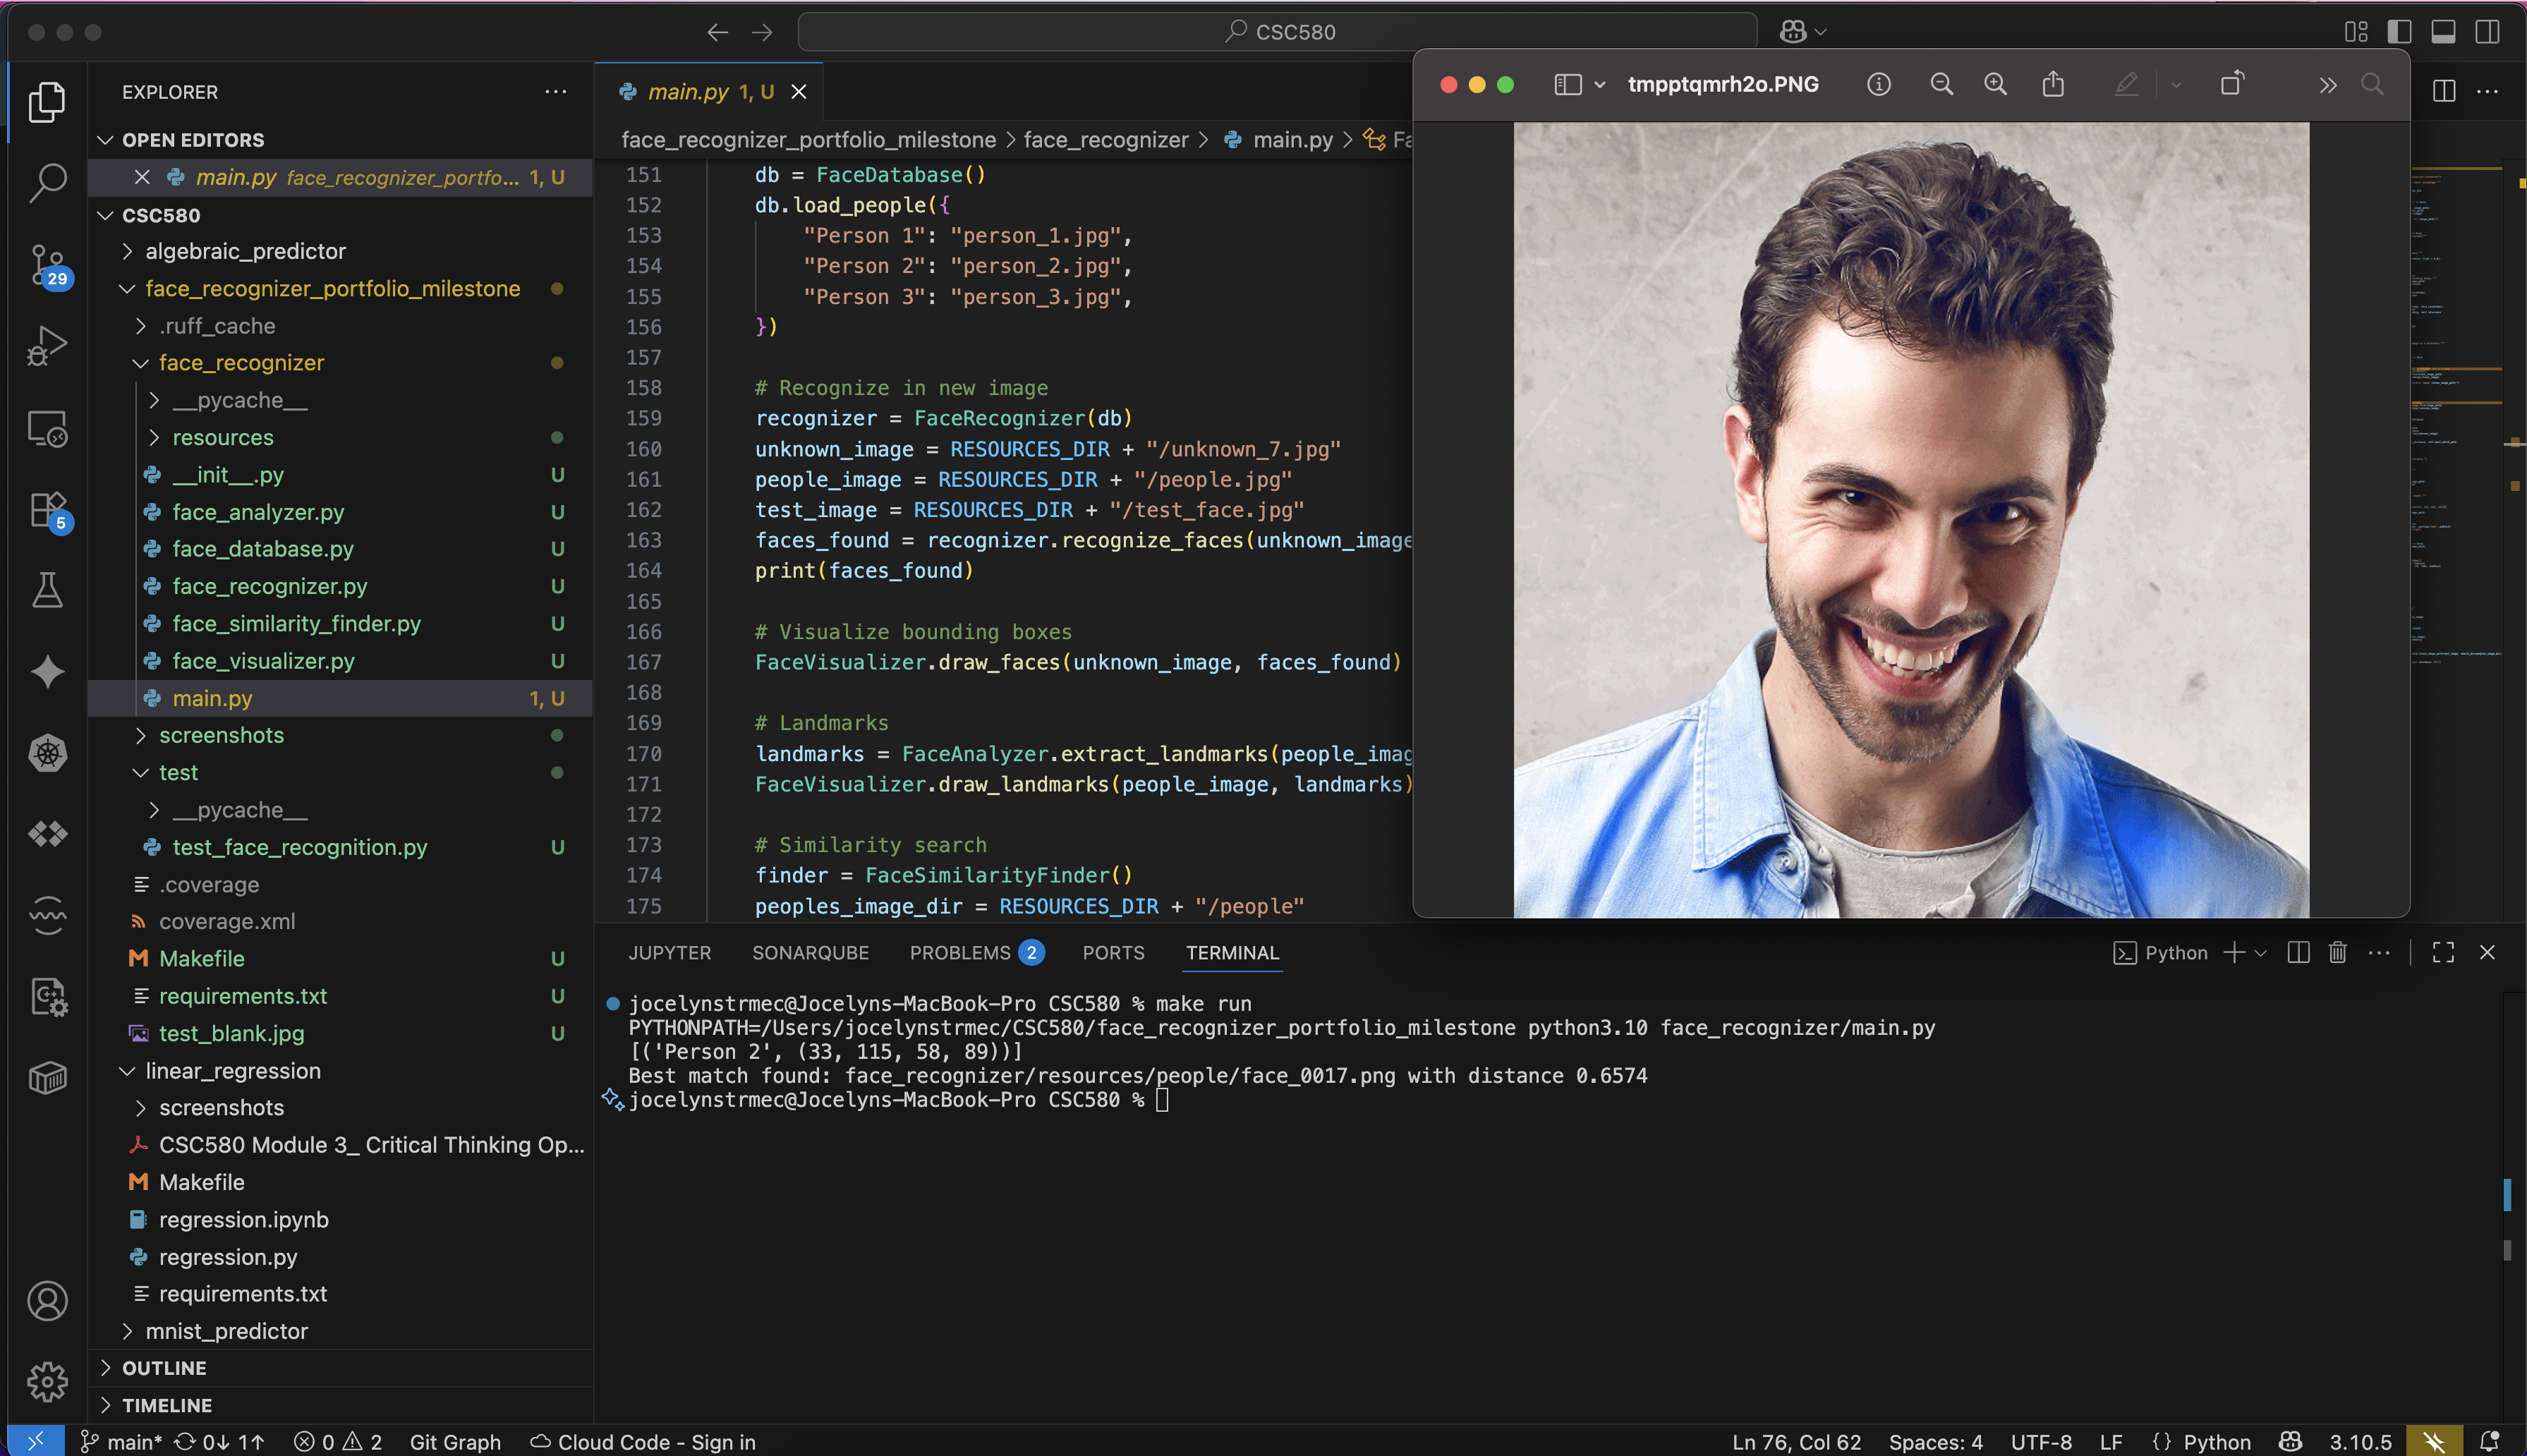 CSC580
EXPLORER
OPEN EDITORS
main.py face_recognizer_portfo... 1, U
CSC580
algebraic_predictor
face_recognizer_portfolio_milestone
.ruff_cache
face_recognizer
__pycache__
resources
__init__.py U
face_analyzer.py U
face_database.py U
face_recognizer.py U
face_similarity_finder.py U
face_visualizer.py U
main.py 1, U
screenshots
test
__pycache__
test_face_recognition.py U
.coverage
coverage.xml
Makefile U
requirements.txt U
test_blank.jpg U
linear_regression
screenshots
CSC580 Module 3_ Critical Thinking Op...
Makefile
regression.ipynb
regression.py
requirements.txt
mnist_predictor
OUTLINE
TIMELINE
29
5
main.py 1, U
face_recognizer_portfolio_milestone > face_recognizer > main.py > Fa
151 db = FaceDatabase()
152 db.load_people({
153 "Person 1": "person_1.jpg",
154 "Person 2": "person_2.jpg",
155 "Person 3": "person_3.jpg",
156 })
157
158 # Recognize in new image
159 recognizer = FaceRecognizer(db)
160 unknown_image = RESOURCES_DIR + "/unknown_7.jpg"
161 people_image = RESOURCES_DIR + "/people.jpg"
162 test_image = RESOURCES_DIR + "/test_face.jpg"
163 faces_found = recognizer.recognize_faces(unknown_image
164 print(faces_found)
165
166 # Visualize bounding boxes
167 FaceVisualizer.draw_faces(unknown_image, faces_found)
168
169 # Landmarks
170 landmarks = FaceAnalyzer.extract_landmarks(people_imag
171 FaceVisualizer.draw_landmarks(people_image, landmarks)
172
173 # Similarity search
174 finder = FaceSimilarityFinder()
175 peoples_image_dir = RESOURCES_DIR + "/people"
tmpptqmrh2o.PNG
JUPYTER SONARQUBE PROBLEMS 2 PORTS TERMINAL
Python
jocelynstrmec@Jocelyns-MacBook-Pro CSC580 % make run
PYTHONPATH=/Users/jocelynstrmec/CSC580/face_recognizer_portfolio_milestone python3.10 face_recognizer/main.py
[('Person 2', (33, 115, 58, 89))]
Best match found: face_recognizer/resources/people/face_0017.png with distance 0.6574
jocelynstrmec@Jocelyns-MacBook-Pro CSC580 %
main* 0↓ 1↑ 0 2 Git Graph Cloud Code - Sign in
Ln 76, Col 62 Spaces: 4 UTF-8 LF {} Python 3.10.5